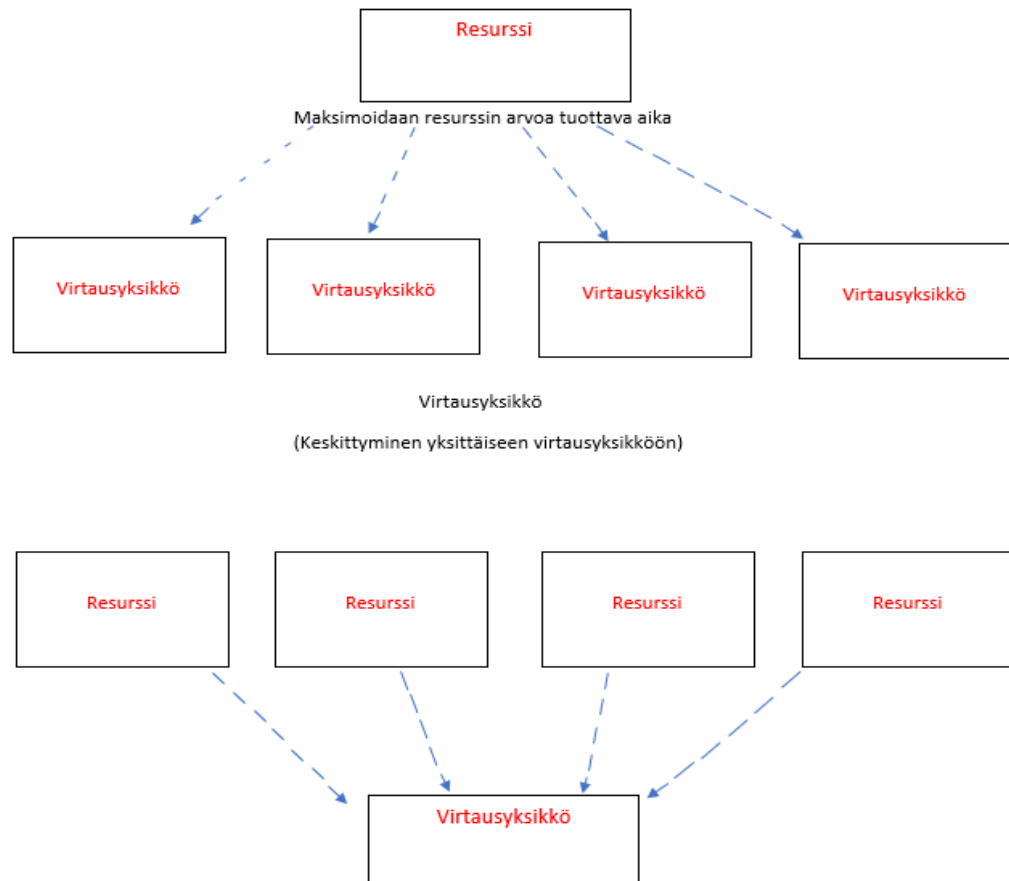 Resurssi
Maksimoidaan resurssin arvoa tuottava aika
Virtausyksikkö
Virtausyksikkö
Virtausyksikkö
Virtausyksikkö
Virtausyksikkö
(Keskittyminen yksittäiseen virtausyksikköön)
Resurssi
Resurssi
Resurssi
Resurssi
Virtausyksikkö